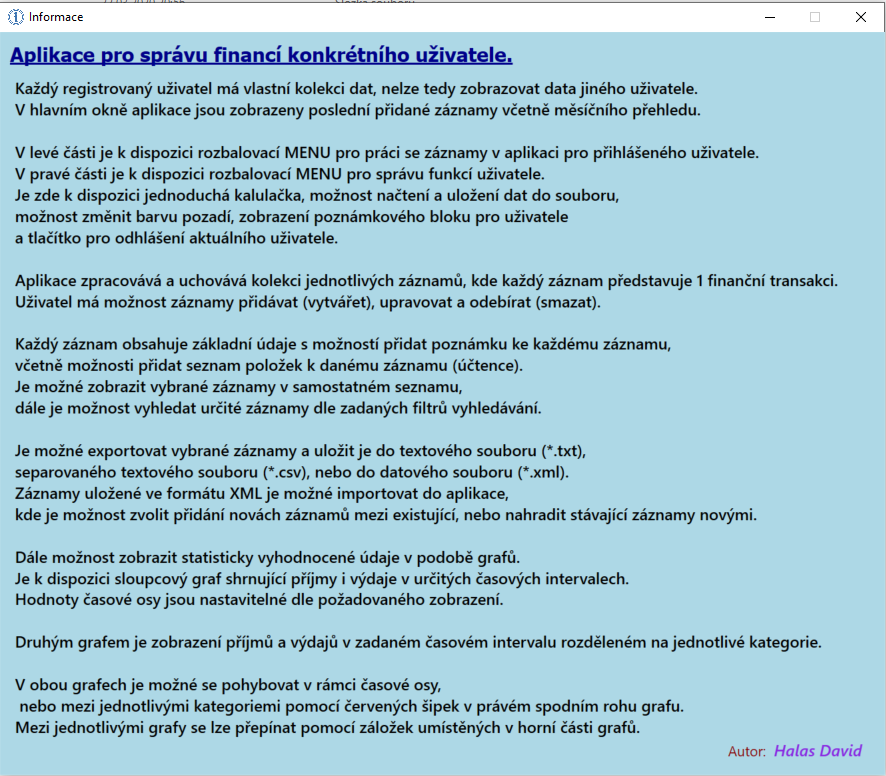 Informace
Aplikace pro správu financí konkrétního uživatele.
Každý registrovaný uživatel má vlastní kolekci dat, nelze tedy zobrazovat data jiného uživatele.
V hlavním okně aplikace jsou zobrazeny poslední přidané záznamy včetně měsíčního přehledu.
V levé části je k dispozici rozbalovací MENU pro práci se záznamy v aplikaci pro přihlášeného uživatele.
V pravé části je k dispozici rozbalovací MENU pro správu funkcí uživatele.
Je zde k dispozici jednoduchá kalulačka, možnost načtení a uložení dat do souboru,
možnost změnit barvu pozadí, zobrazení poznámkového bloku pro uživatele
a tlačítko pro odhlášení aktuálního uživatele.
Aplikace zpracovává a uchovává kolekci jednotlivých záznamů, kde každý záznam představuje 1 finanční transakci.
Uživatel má možnost záznamy přidávat (vytvářet), upravovat a odebírat (smazat).
Každý záznam obsahuje základní údaje s možností přidat poznámku ke každému záznamu,
včetně možnosti přidat seznam položek k danému záznamu (účtence).
Je možné zobrazit vybrané záznamy v samostatném seznamu,
dále je možnost vyhledat určité záznamy dle zadaných filtrů vyhledávání.
Je možné exportovat vybrané záznamy a uložit je do textového souboru (*.txt),
separovaného textového souboru (*.csv), nebo do datového souboru (*.xml).
Záznamy uložené ve formátu XML je možné importovat do aplikace,
kde je možnost zvolit přidání novách záznamů mezi existující, nebo nahradit stávající záznamy novými.
Dále možnost zobrazit statisticky vyhodnocené údaje v podobě grafů.
Je k dispozici sloupcový graf shrnující příjmy i výdaje v určitých časových intervalech.
Hodnoty časové osy jsou nastavitelné dle požadovaného zobrazení.
Druhým grafem je zobrazení příjmů a výdajů v zadaném časovém intervalu rozděleném na jednotlivé kategorie.
V obou grafech je možné se pohybovat v rámci časové osy,
nebo mezi jednotlivými kategoriemi pomocí červených šipek v právém spodním rohu grafu.
Mezi jednotlivými grafy se lze přepínat pomocí záložek umístěných v horní části grafů.
Autor: Halas David